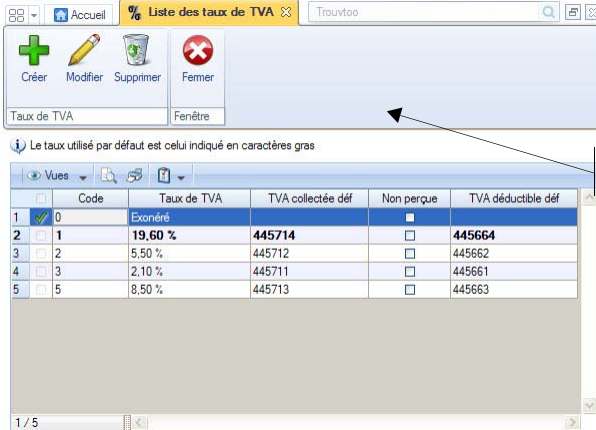 Accueil
% Liste des taux de TVA
Trouvtoo
Créer Modifier Supprimer Fermer
Taux de TVA Fenêtre
Le taux utilisé par défaut est celui indiqué en caractères gras
Vues
Code Taux de TVA TVA collectée déf Non perçue TVA déductible déf
1 0 Exonéré
2 1 19,60 % 445714 445664
3 2 5,50 % 445712 445662
4 3 2,10 % 445711 445661
5 5 8,50 % 445713 445663
1 / 5